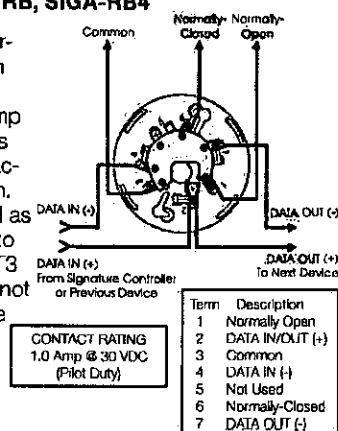 RB, SIGA-RB4
Common
Normally-
Closed
Normally-
Open
DATA IN (-)
DATA OUT (-)
DATA IN (+)
From Signature Controller
or Previous Device
DATA OUT (+)
To Next Device
CONTACT RATING
1.0 Amp @ 30 VDC
(Pilot Duty)
Term Description
1 Normally Open
2 DATA IN/OUT (+)
3 Common
4 DATA IN (-)
5 Not Used
6 Normally-Closed
7 DATA OUT (-)